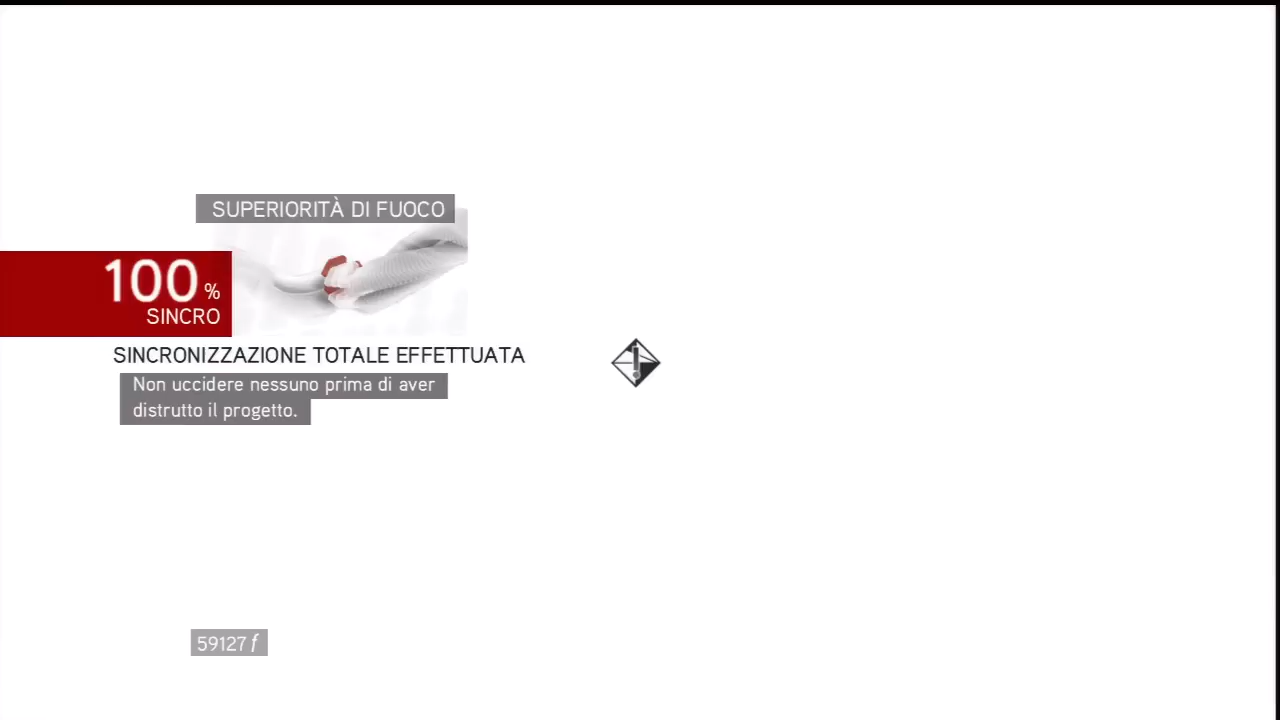 SUPERIORITÀ DI FUOCO
100%
SINCRO
SINCRONIZZAZIONE TOTALE EFFETTUATA
Non uccidere nessuno prima di aver
distrutto il progetto.
59127 f